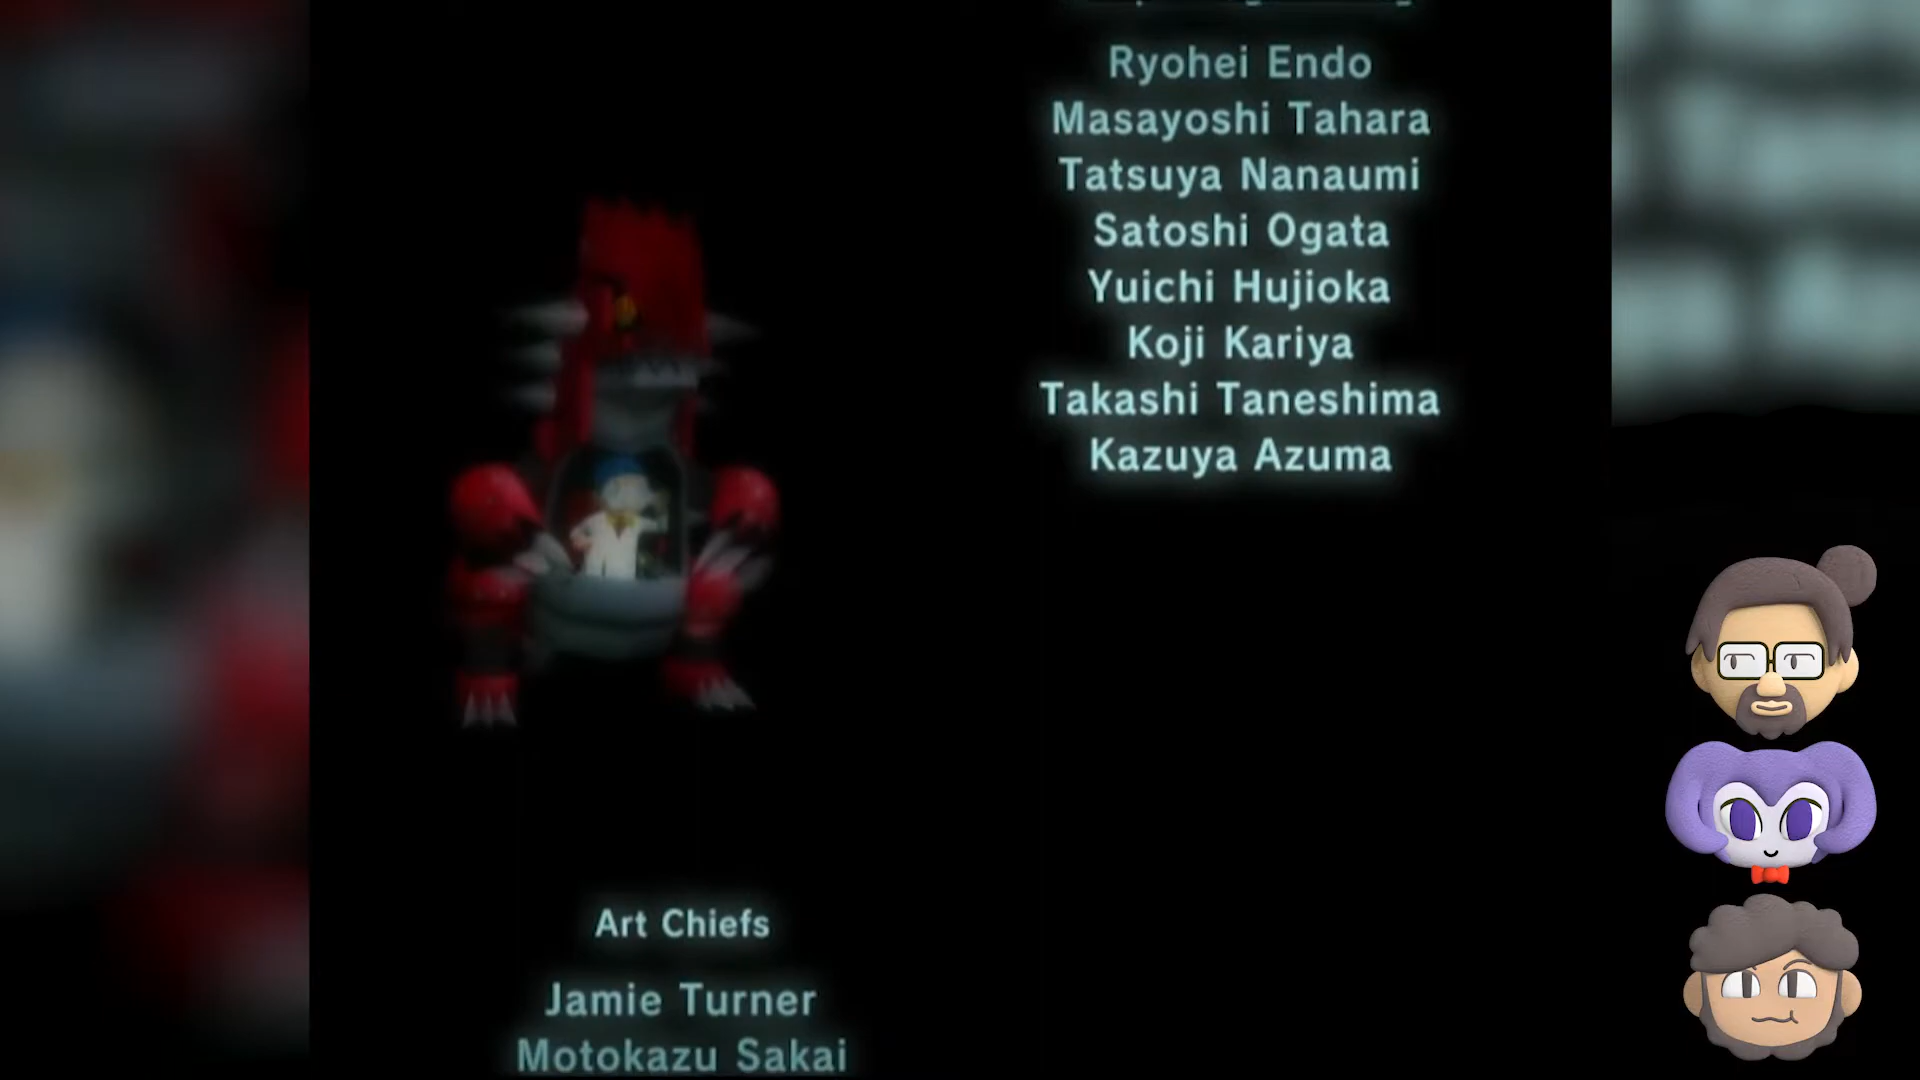 Ryohei Endo
Masayoshi Tahara
Tatsuya Nanaumi
Satoshi Ogata
Yuichi Hujioka
Koji Kariya
Takashi Taneshima
Kazuya Azuma
Art Chiefs
Jamie Turner
Motokazu Sakai